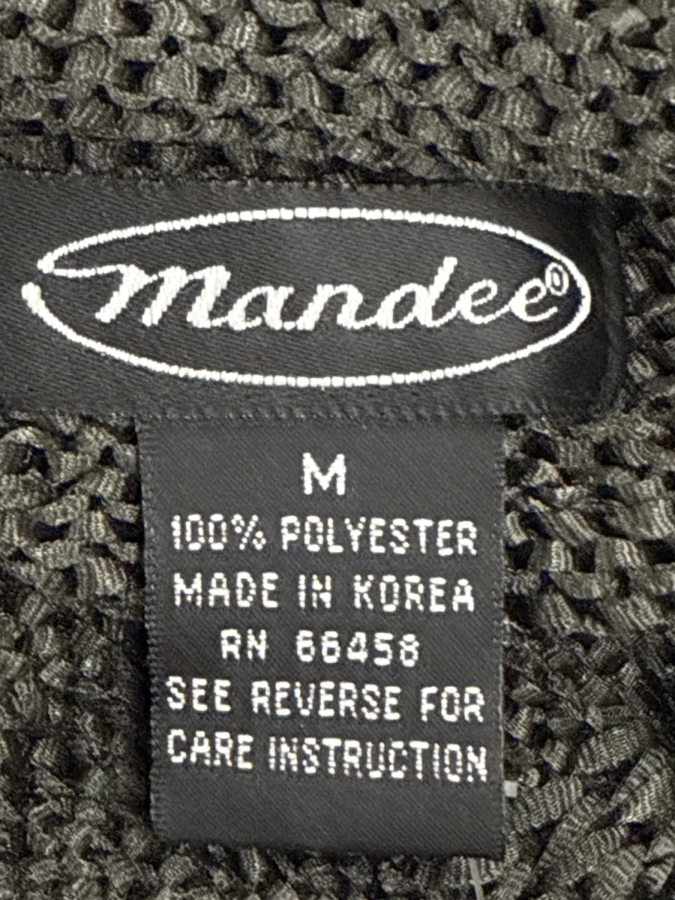 mandee®
M
100% POLYESTER
MADE IN KOREA
RN 66458
SEE REVERSE FOR
CARE INSTRUCTION